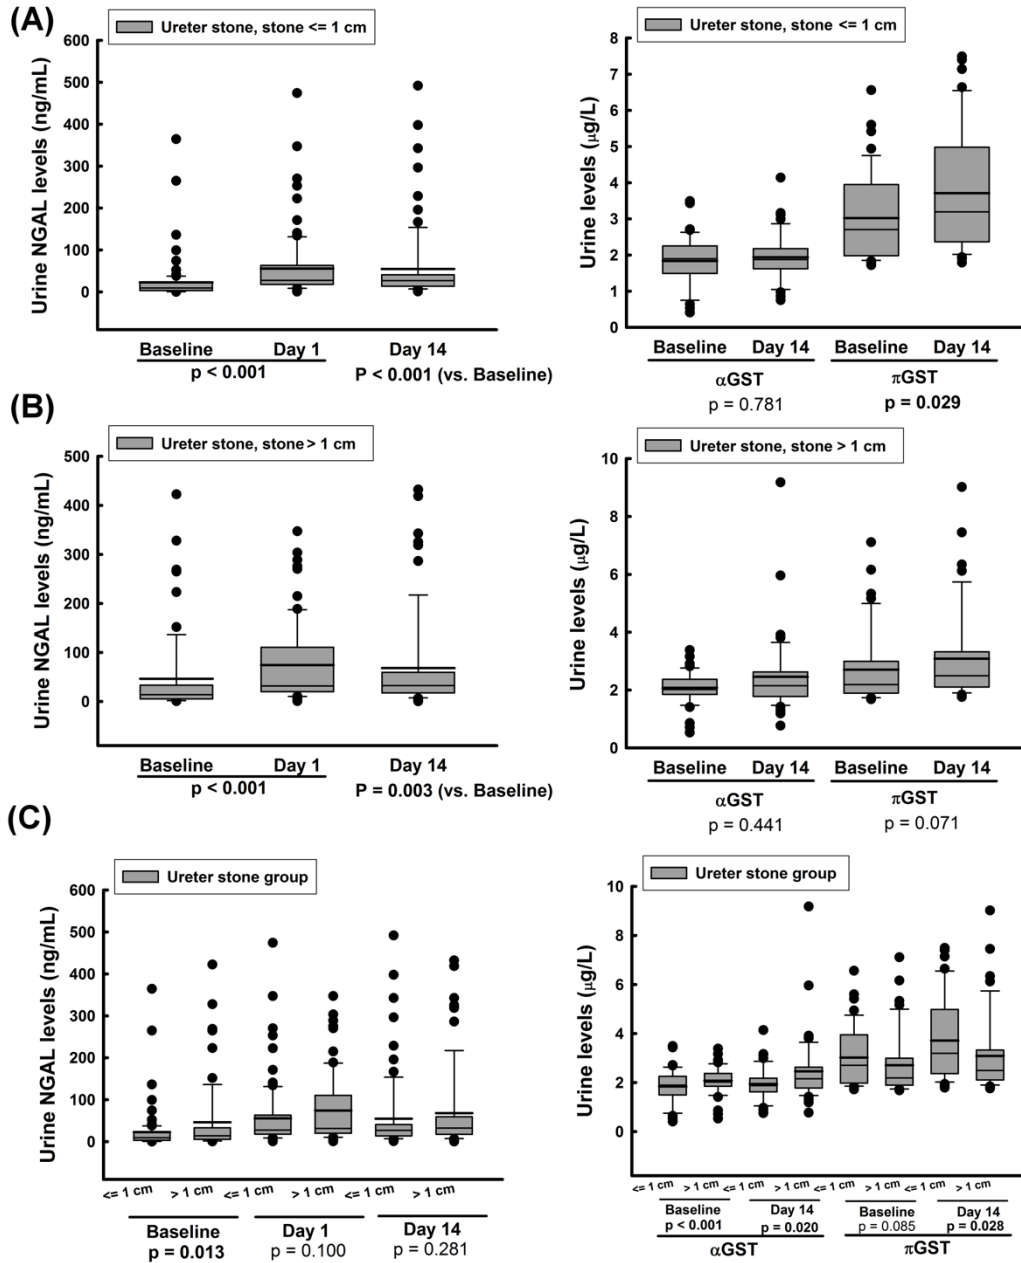 (A)
Ureter stone, stone <= 1 cm
Urine NGAL levels (ng/mL)
600
500
400
300
200
100
0
Baseline Day 1 Day 14
p < 0.001 P < 0.001 (vs. Baseline)
Ureter stone, stone <= 1 cm
Urine levels (μg/L)
8
7
6
5
4
3
2
1
0
Baseline Day 14 Baseline Day 14
αGST πGST
p = 0.781 p = 0.029
(B)
Ureter stone, stone > 1 cm
Urine NGAL levels (ng/mL)
500
400
300
200
100
0
Baseline Day 1 Day 14
p < 0.001 P = 0.003 (vs. Baseline)
Ureter stone, stone > 1 cm
Urine levels (μg/L)
10
8
6
4
2
0
Baseline Day 14 Baseline Day 14
αGST πGST
p = 0.441 p = 0.071
(C)
Ureter stone group
Urine NGAL levels (ng/mL)
600
500
400
300
200
100
0
<= 1 cm > 1 cm <= 1 cm > 1 cm <= 1 cm > 1 cm
Baseline Day 1 Day 14
p = 0.013 p = 0.100 p = 0.281
Ureter stone group
Urine levels (μg/L)
10
8
6
4
2
0
<= 1 cm > 1 cm <= 1 cm > 1 cm <= 1 cm > 1 cm <= 1 cm > 1 cm
Baseline Day 14 Baseline Day 14
p < 0.001 p = 0.020 p = 0.085 p = 0.028
αGST πGST